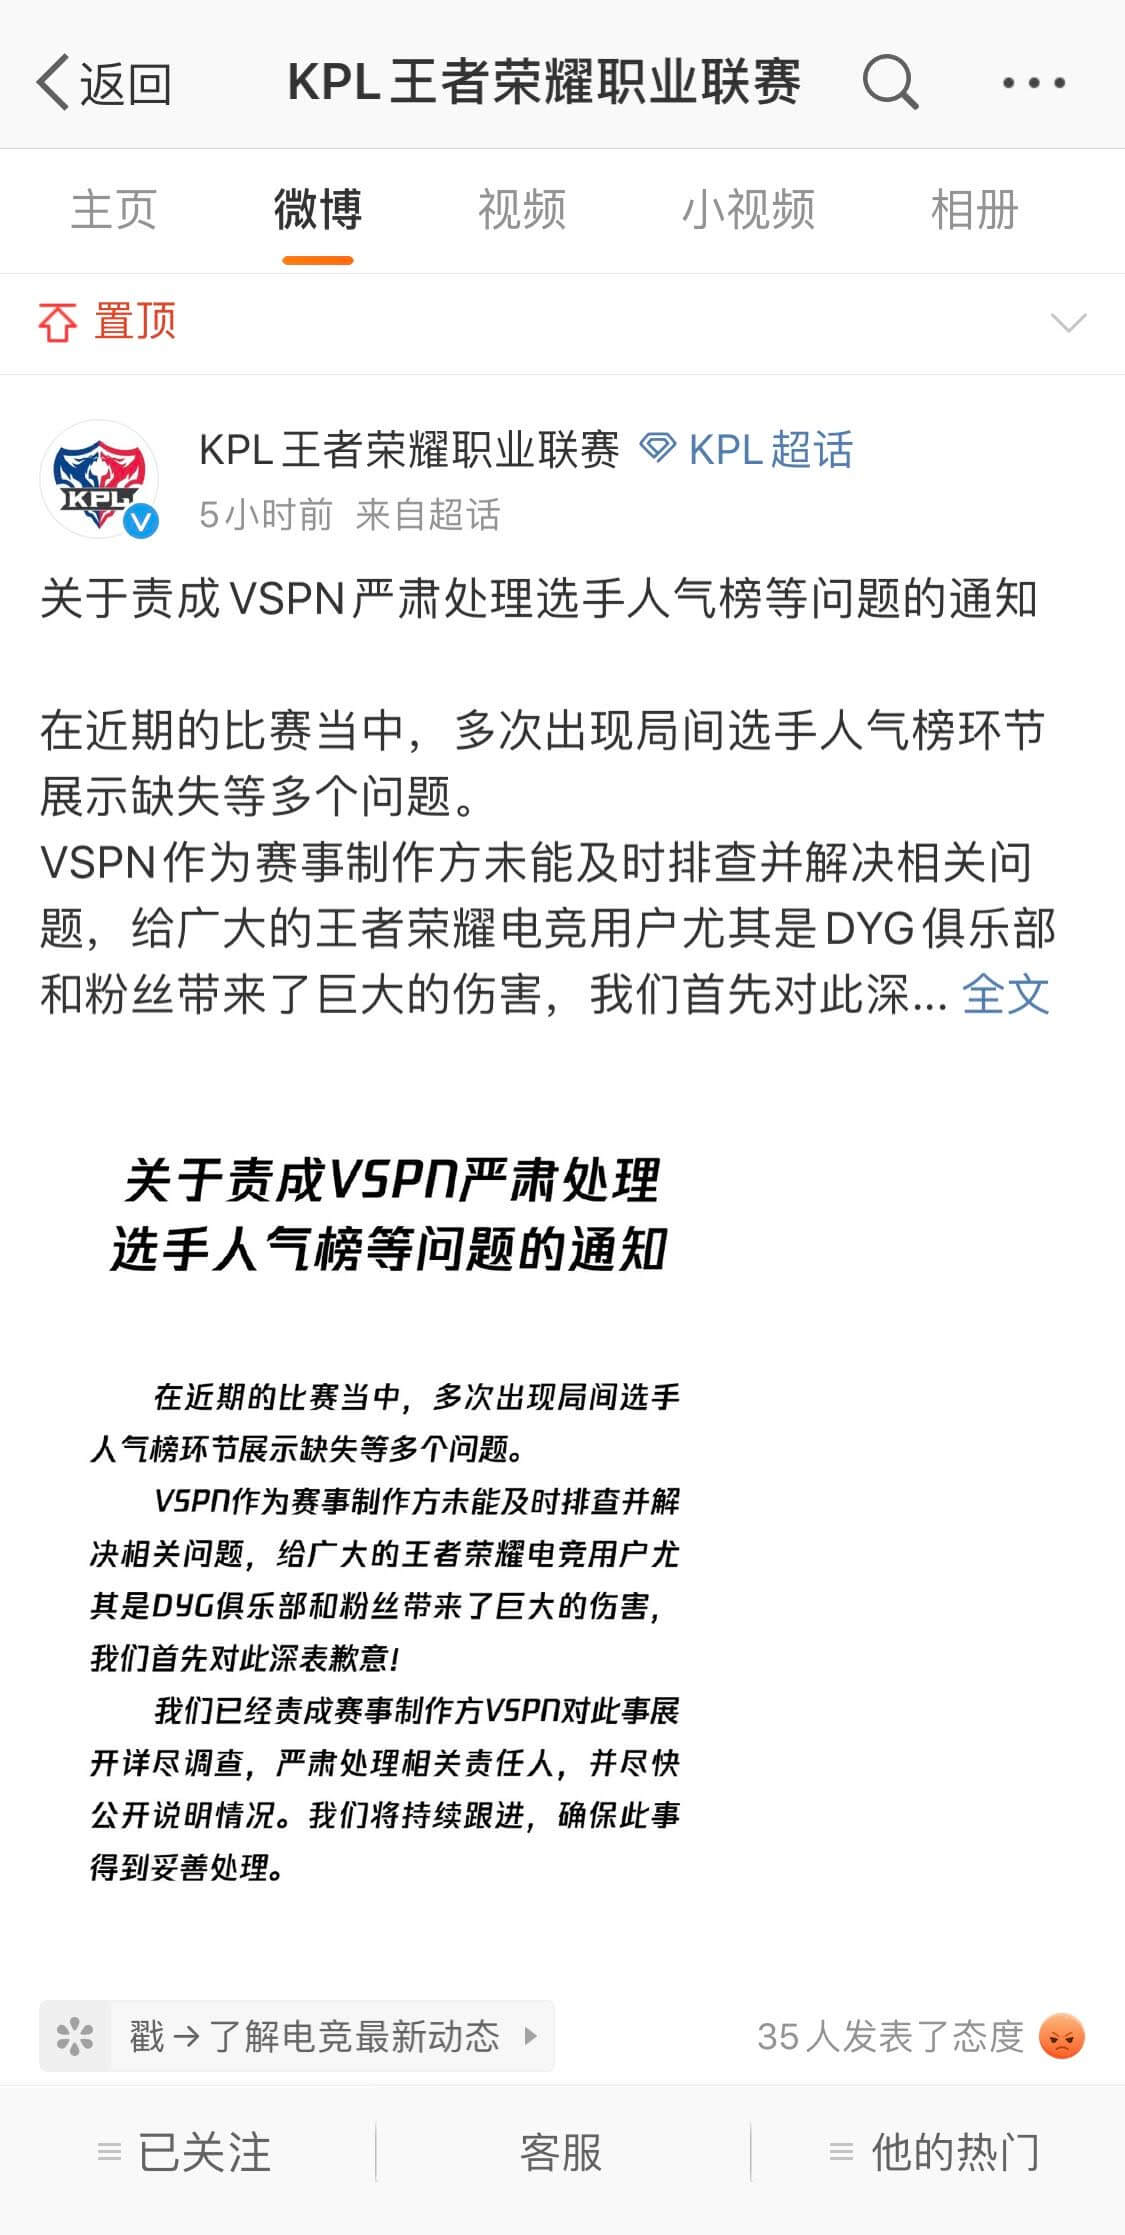 返回
KPL王者荣耀职业联赛
主页 微博 视频 小视频 相册
置顶
KPL
KPL王者荣耀职业联赛 KPL超话
5小时前 来自超话
关于责成VSPN严肃处理选手人气榜等问题的通知
在近期的比赛当中，多次出现局间选手人气榜环节
展示缺失等多个问题。
VSPN作为赛事制作方未能及时排查并解决相关问
题，给广大的王者荣耀电竞用户尤其是DYG俱乐部
和粉丝带来了巨大的伤害，我们首先对此深... 全文
关于责成VSPN严肃处理
选手人气榜等问题的通知
在近期的比赛当中，多次出现局间选手
人气榜环节展示缺失等多个问题。
VSPN作为赛事制作方未能及时排查并解
决相关问题，给广大的王者荣耀电竞用户尤
其是DYG俱乐部和粉丝带来了巨大的伤害，
我们首先对此深表歉意!
我们已经责成赛事制作方VSPN对此事展
开详尽调查，严肃处理相关责任人，并尽快
公开说明情况。我们将持续跟进，确保此事
得到妥善处理。
戳→了解电竞最新动态
35人发表了态度
已关注 客服 他的热门